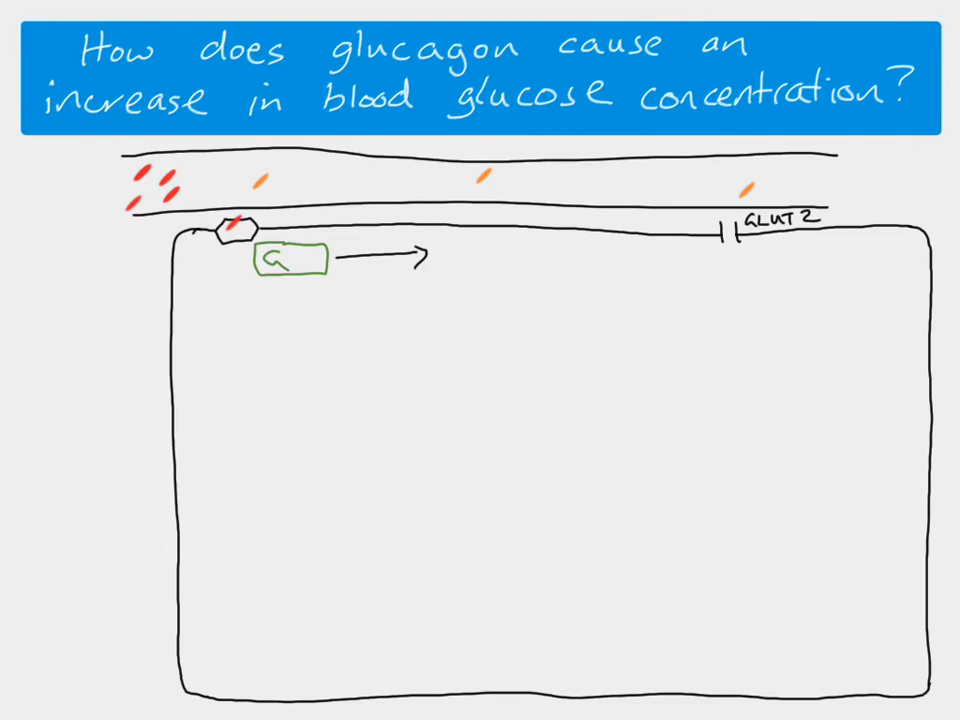 How does glucagon cause an
increase in blood glucose concentration?
GLUT 2
G